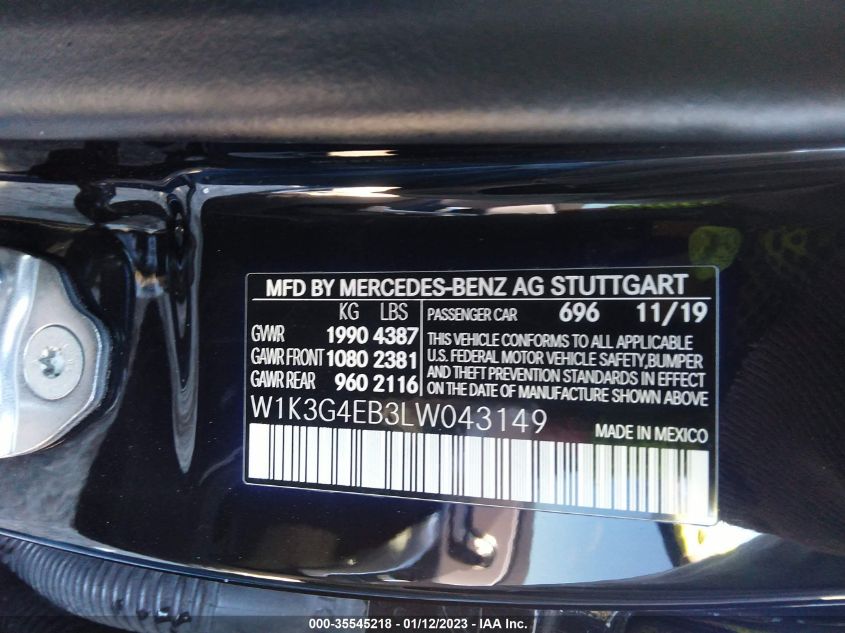 MFD BY MERCEDES-BENZ AG STUTTGART
KG LBS
GVWR 1990 4387
GAWR FRONT 1080 2381
GAWR REAR 960 2116
PASSENGER CAR 696 11/19
THIS VEHICLE CONFORMS TO ALL APPLICABLE
U.S. FEDERAL MOTOR VEHICLE SAFETY,BUMPER
AND THEFT PREVENTION STANDARDS IN EFFECT
ON THE DATE OF MANUFACTURE SHOWN ABOVE
W1K3G4EB3LW043149
MADE IN MEXICO
000-35545218 - 01/12/2023 - IAA Inc.